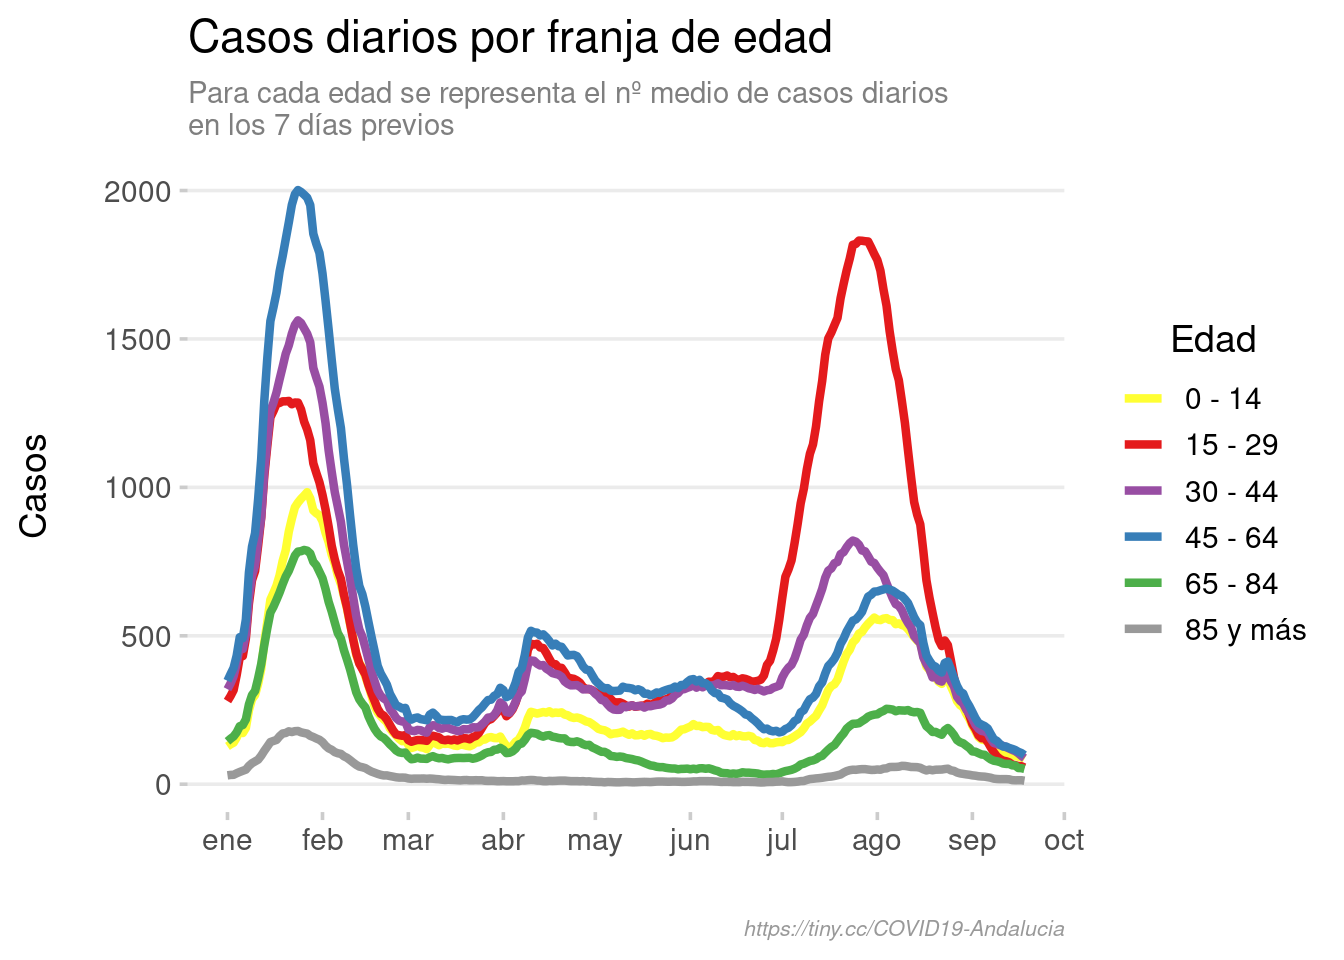 Casos diarios por franja de edad
Para cada edad se representa el nº medio de casos diarios
en los 7 días previos
Casos
2000
1500
1000
500
0
ene feb mar abr may jun jul ago sep oct
Edad
0 - 14
15 - 29
30 - 44
45 - 64
65 - 84
85 y más
https://tiny.cc/COVID19-Andalucia